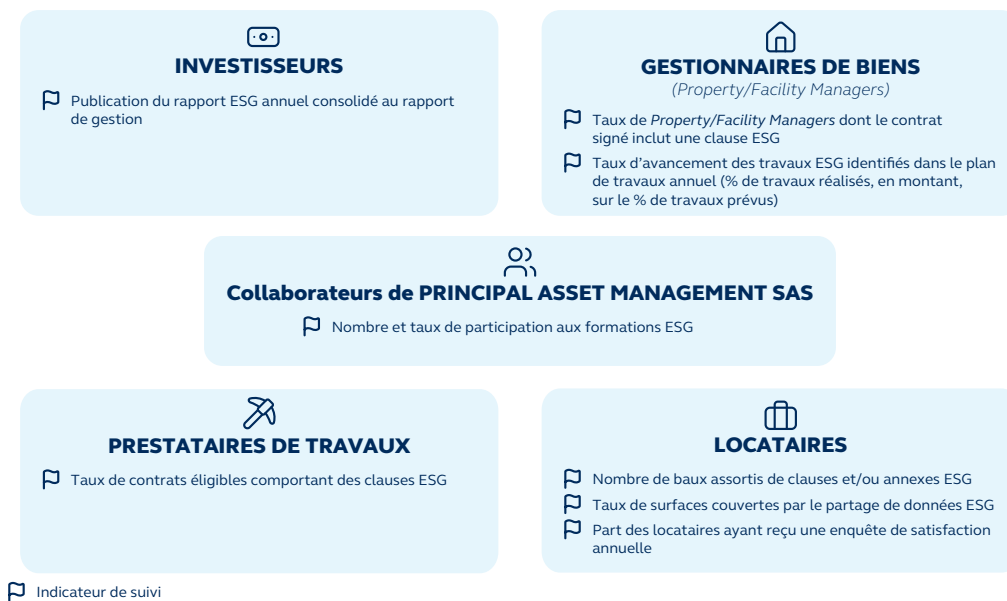 INVESTISSEURS
Publication du rapport ESG annuel consolidé au rapport
de gestion
GESTIONNAIRES DE BIENS
(Property/Facility Managers)
Taux de Property/Facility Managers dont le contrat
signé inclut une clause ESG
Taux d’avancement des travaux ESG identifiés dans le plan
de travaux annuel (% de travaux réalisés, en montant,
sur le % de travaux prévus)
Collaborateurs de PRINCIPAL ASSET MANAGEMENT SAS
Nombre et taux de participation aux formations ESG
PRESTATAIRES DE TRAVAUX
Taux de contrats éligibles comportant des clauses ESG
LOCATAIRES
Nombre de baux assortis de clauses et/ou annexes ESG
Taux de surfaces couvertes par le partage de données ESG
Part des locataires ayant reçu une enquête de satisfaction
annuelle
Indicateur de suivi